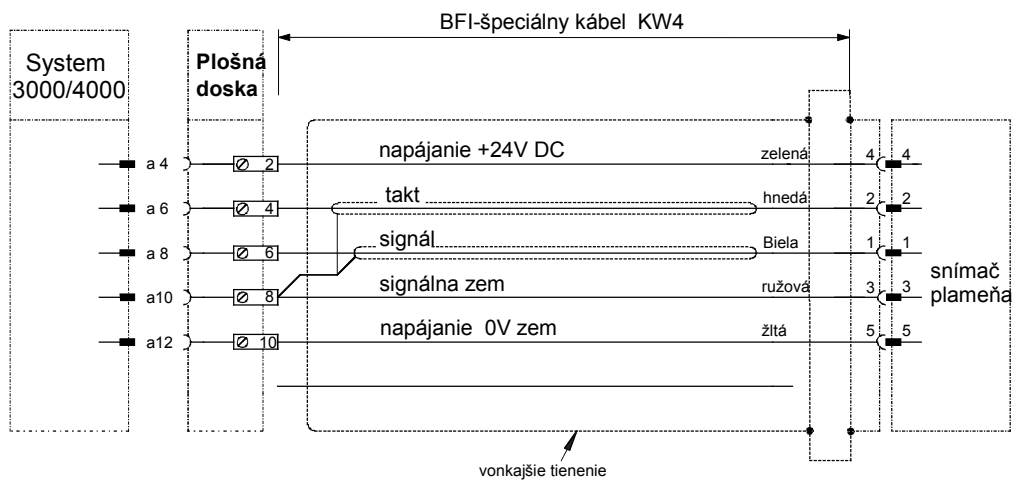 BFI-špeciálny kábel KW4
System
3000/4000
Plošná
doska
a 4 2 napájanie +24V DC zelená 4 4
a 6 4 takt hnedá 2 2
a 8 6 signál Biela 1 1
a10 8 signálna zem ružová 3 3
a12 10 napájanie 0V zem žltá 5 5
snímač
plameňa
vonkajšie tienenie